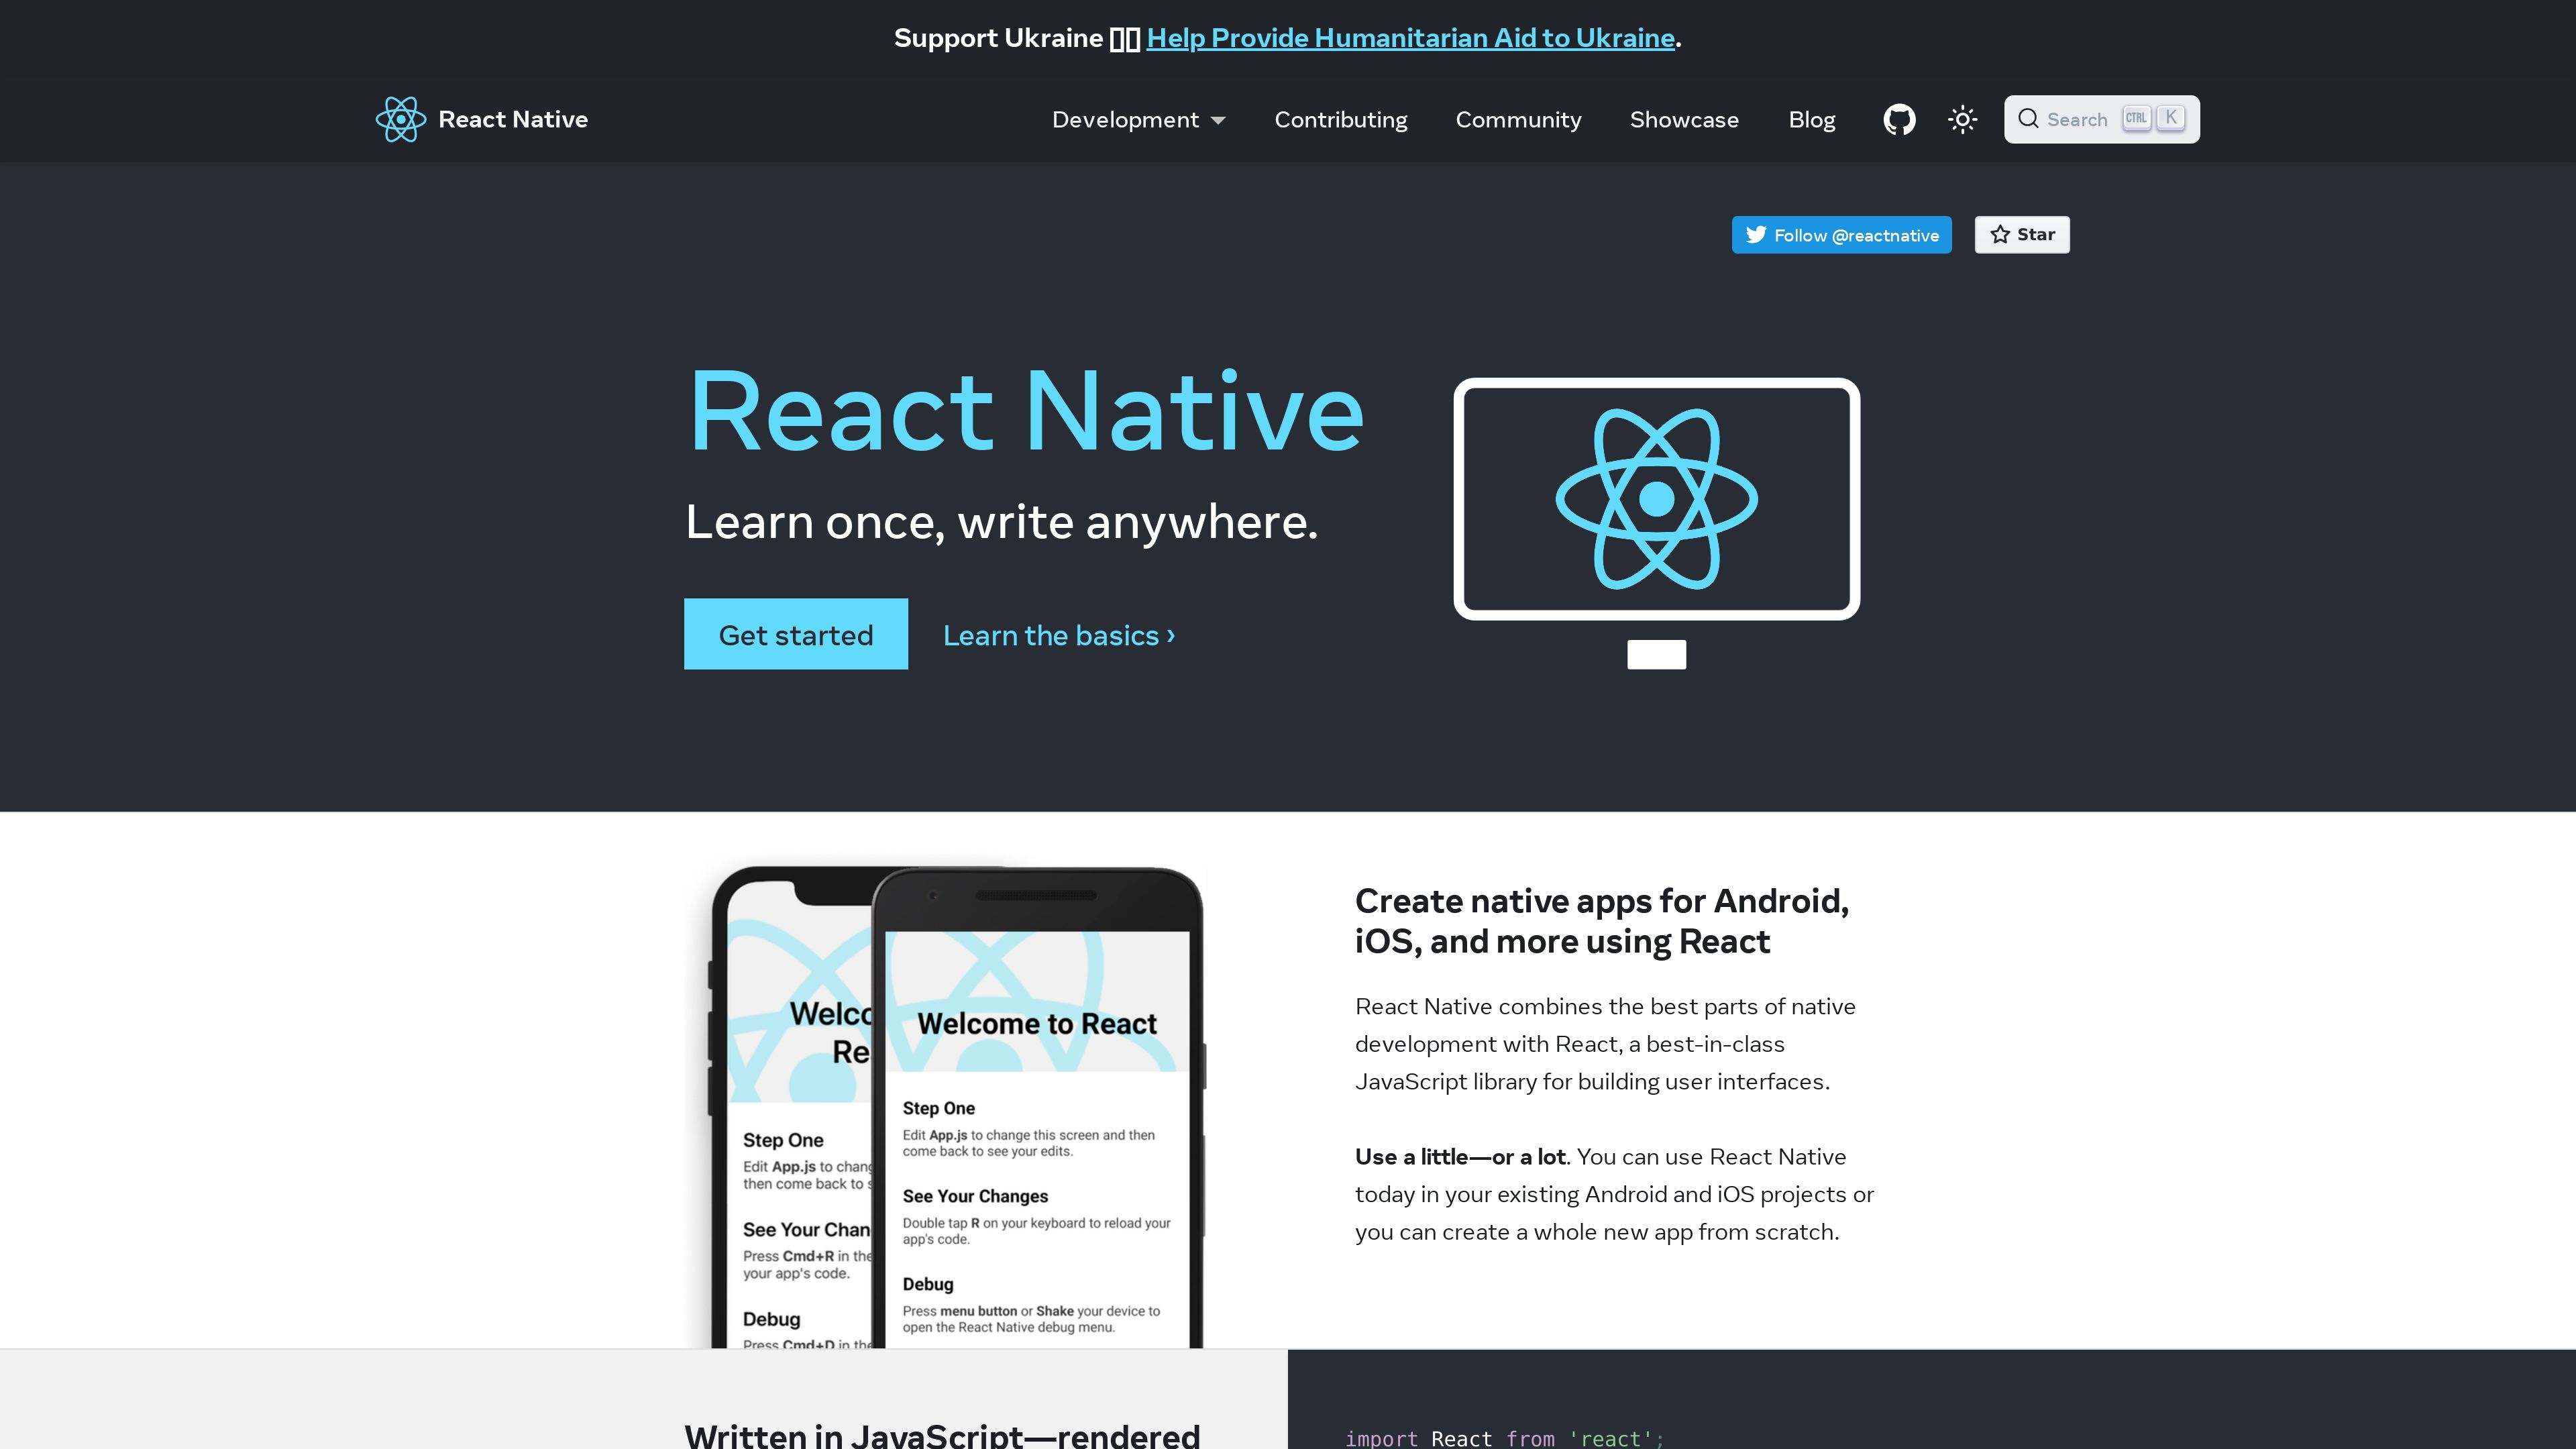 Support Ukraine Help Provide Humanitarian Aid to Ukraine.
React Native
Development
Contributing
Community
Showcase
Blog
Search
CTRL
K
Follow @reactnative
Star
React Native
Learn once, write anywhere.
Get started
Learn the basics ›
Welco
Re
Step One
Edit App.js to chang
then come back to s
See Your Chan
Press Cmd+R in the
your app's code.
Debug
Press Cmd+D in the
Welcome to React
Step One
Edit App.js to change this screen and then
come back to see your edits.
See Your Changes
Double tap R on your keyboard to reload your
app's code.
Debug
Press menu button or Shake your device to
open the React Native debug menu.
Create native apps for Android,
iOS, and more using React
React Native combines the best parts of native
development with React, a best-in-class
JavaScript library for building user interfaces.
Use a little—or a lot. You can use React Native
today in your existing Android and iOS projects or
you can create a whole new app from scratch.
Written in JavaScript—rendered
import React from 'react';